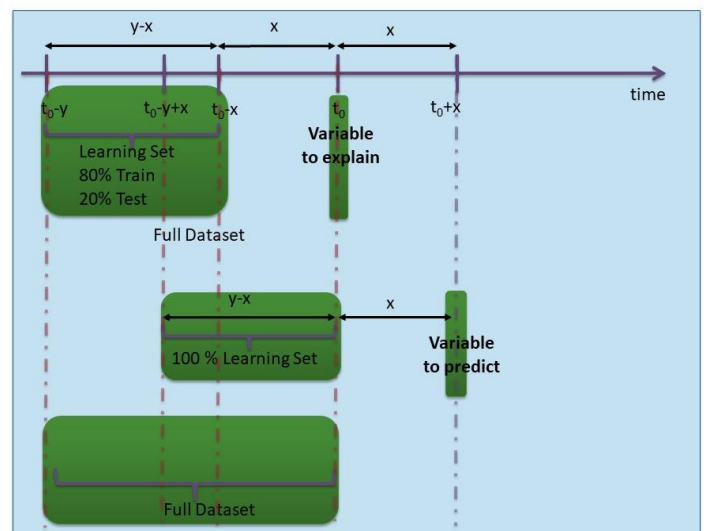 y-x
x
x
time
t₀-y
t₀-y+x
t₀-x
t₀
t₀+x
Variable
to explain
Learning Set
80% Train
20% Test
Full Dataset
y-x
x
100 % Learning Set
Variable
to predict
Full Dataset